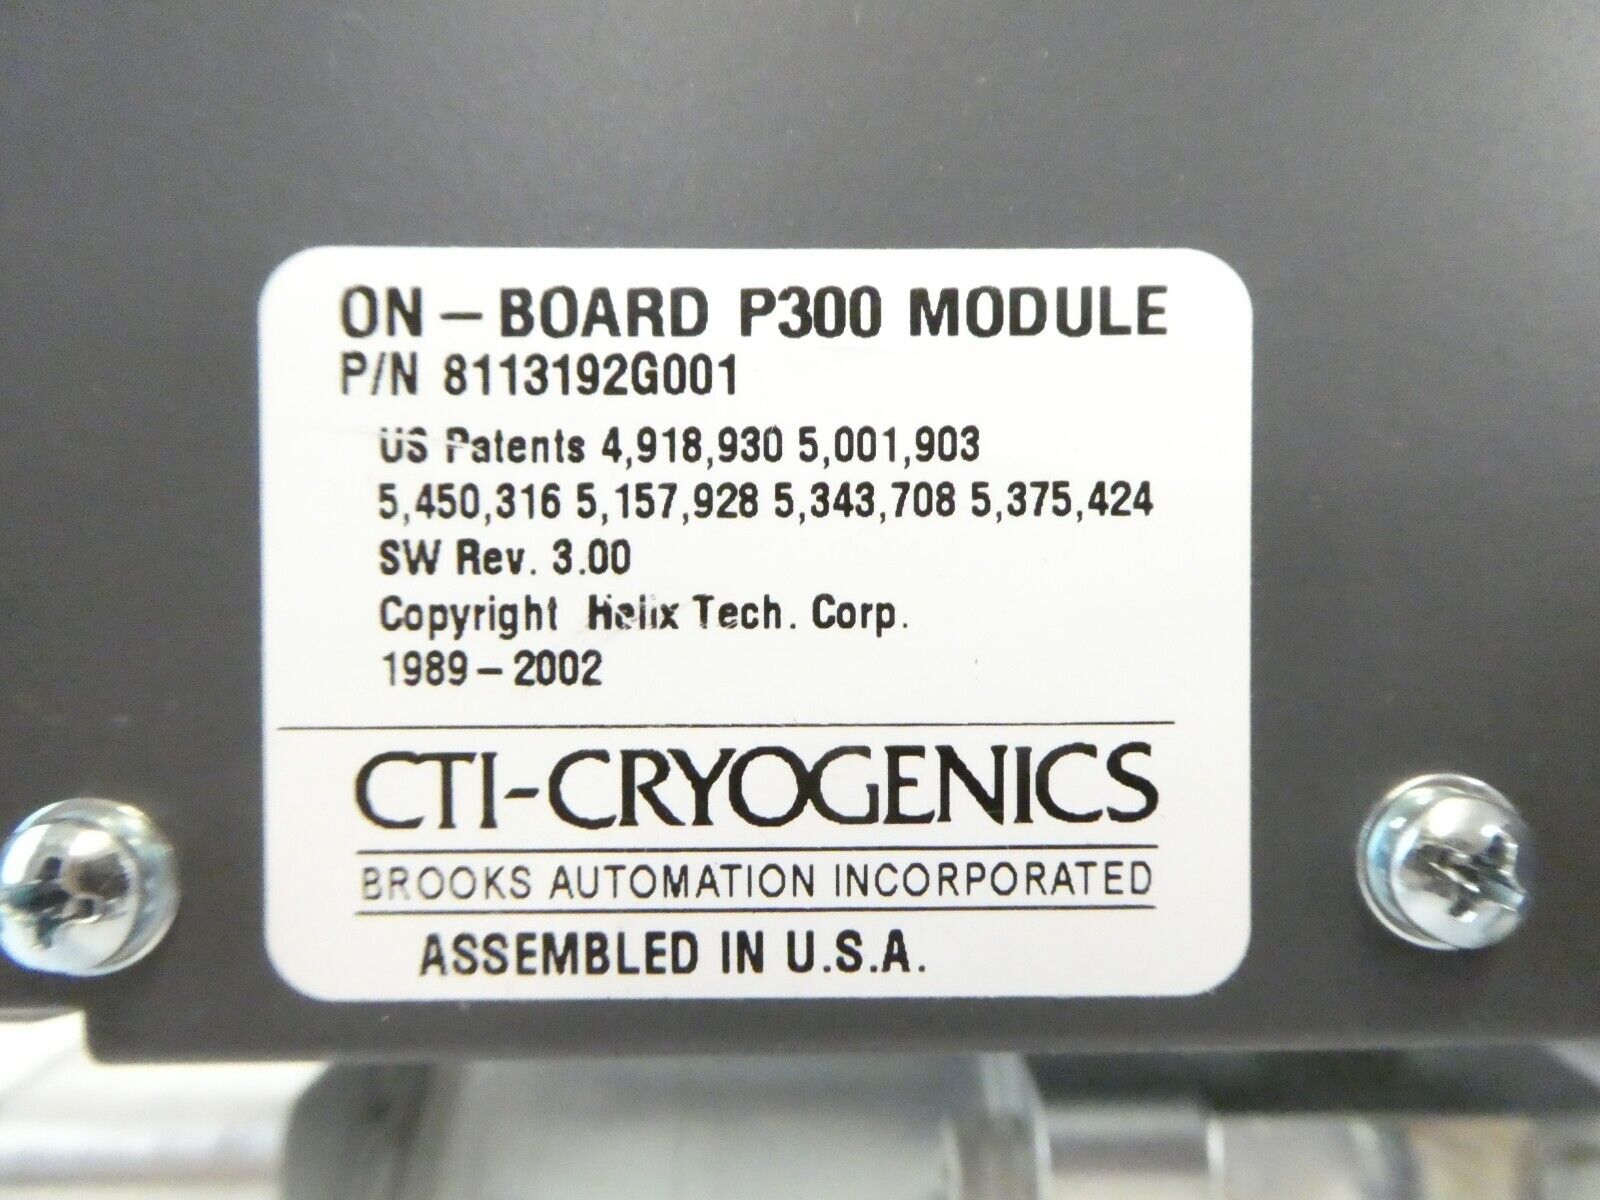 ON-BOARD P300 MODULE
P/N 8113192G001
US Patents 4,918,930 5,001,903
5,450,316 5,157,928 5,343,708 5,375,424
SW Rev. 3.00
Copyright Helix Tech. Corp.
1989-2002
CTI-CRYOGENICS
BROOKS AUTOMATION INCORPORATED
ASSEMBLED IN U.S.A.